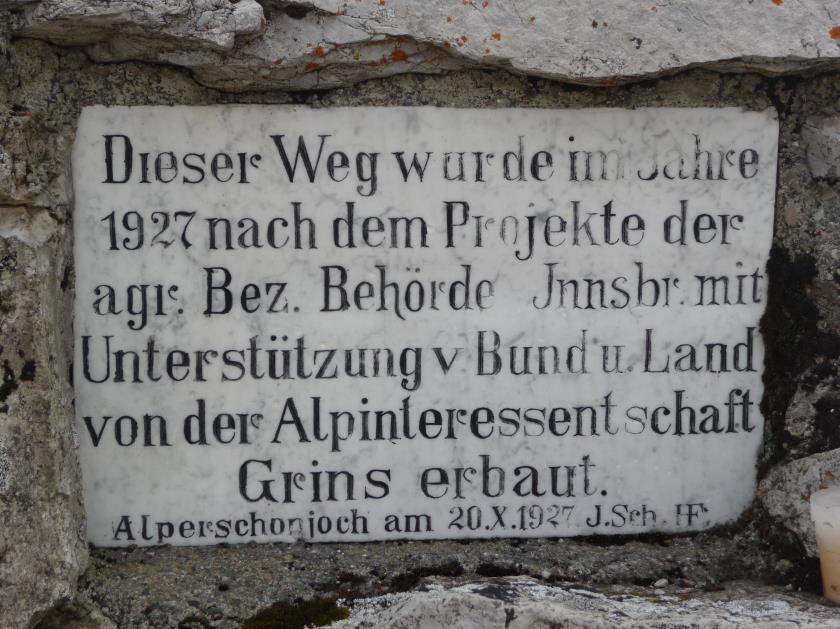 Dieser Weg wurde im Jahre
1927 nach dem Projekte der
agr. Bez. Behörde Jnnsbr. mit
Unterstützung v Bund u. Land
von der Alpinteressentschaft
Grins erbaut.
Alperschonjoch am 20.X.1927. J.Sch.